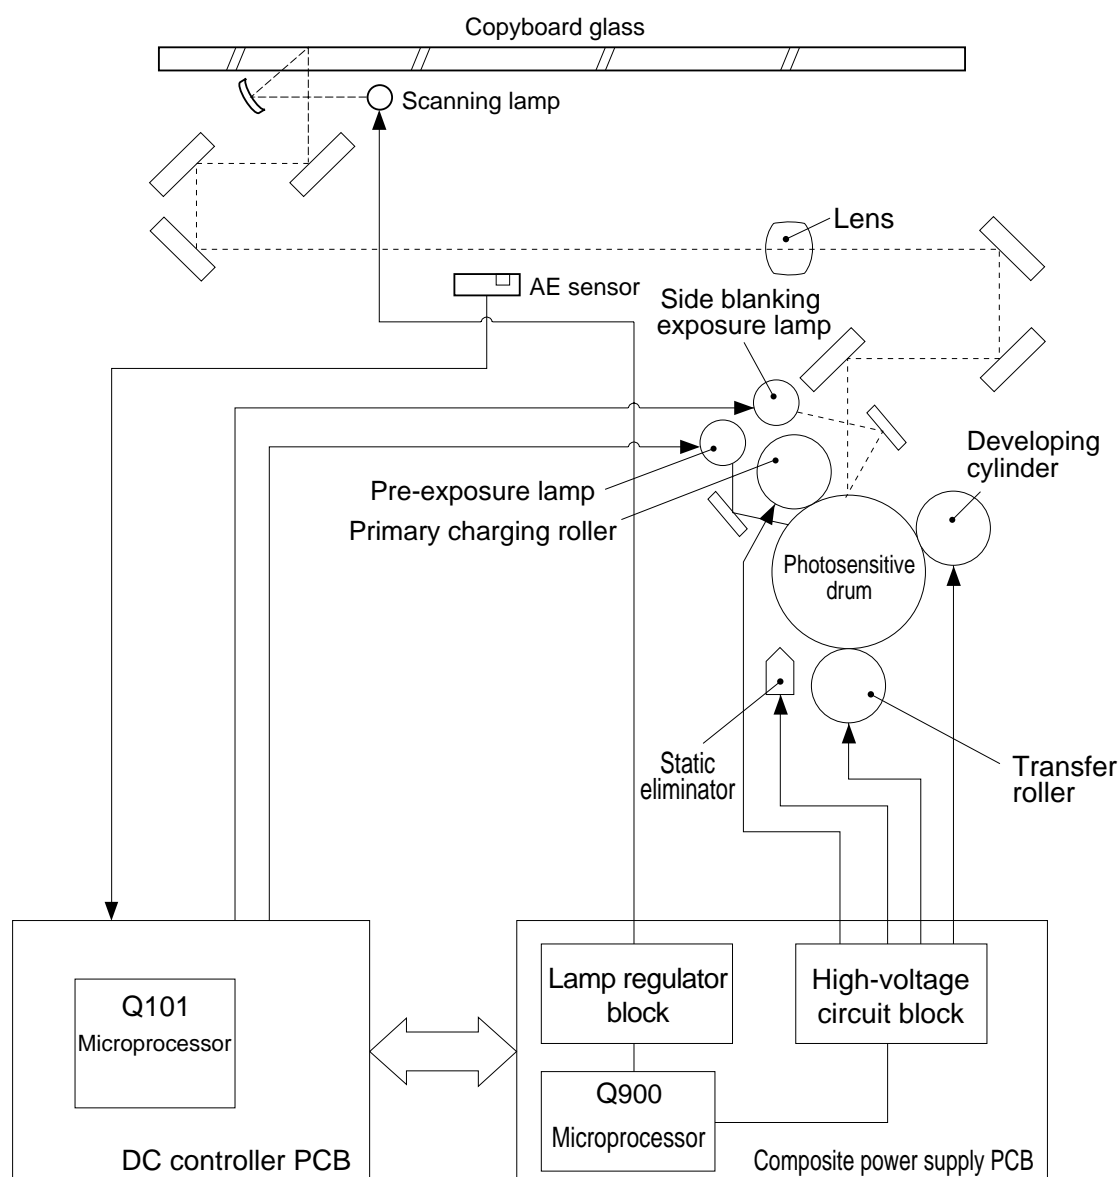 Copyboard glass
Scanning lamp
Lens
AE sensor
Side blanking
exposure lamp
Developing
cylinder
Pre-exposure lamp
Primary charging roller
Photosensitive
drum
Static
eliminator
Transfer
roller
Lamp regulator
block
High-voltage
circuit block
Q101
Microprocessor
Q900
Microprocessor
DC controller PCB
Composite power supply PCB